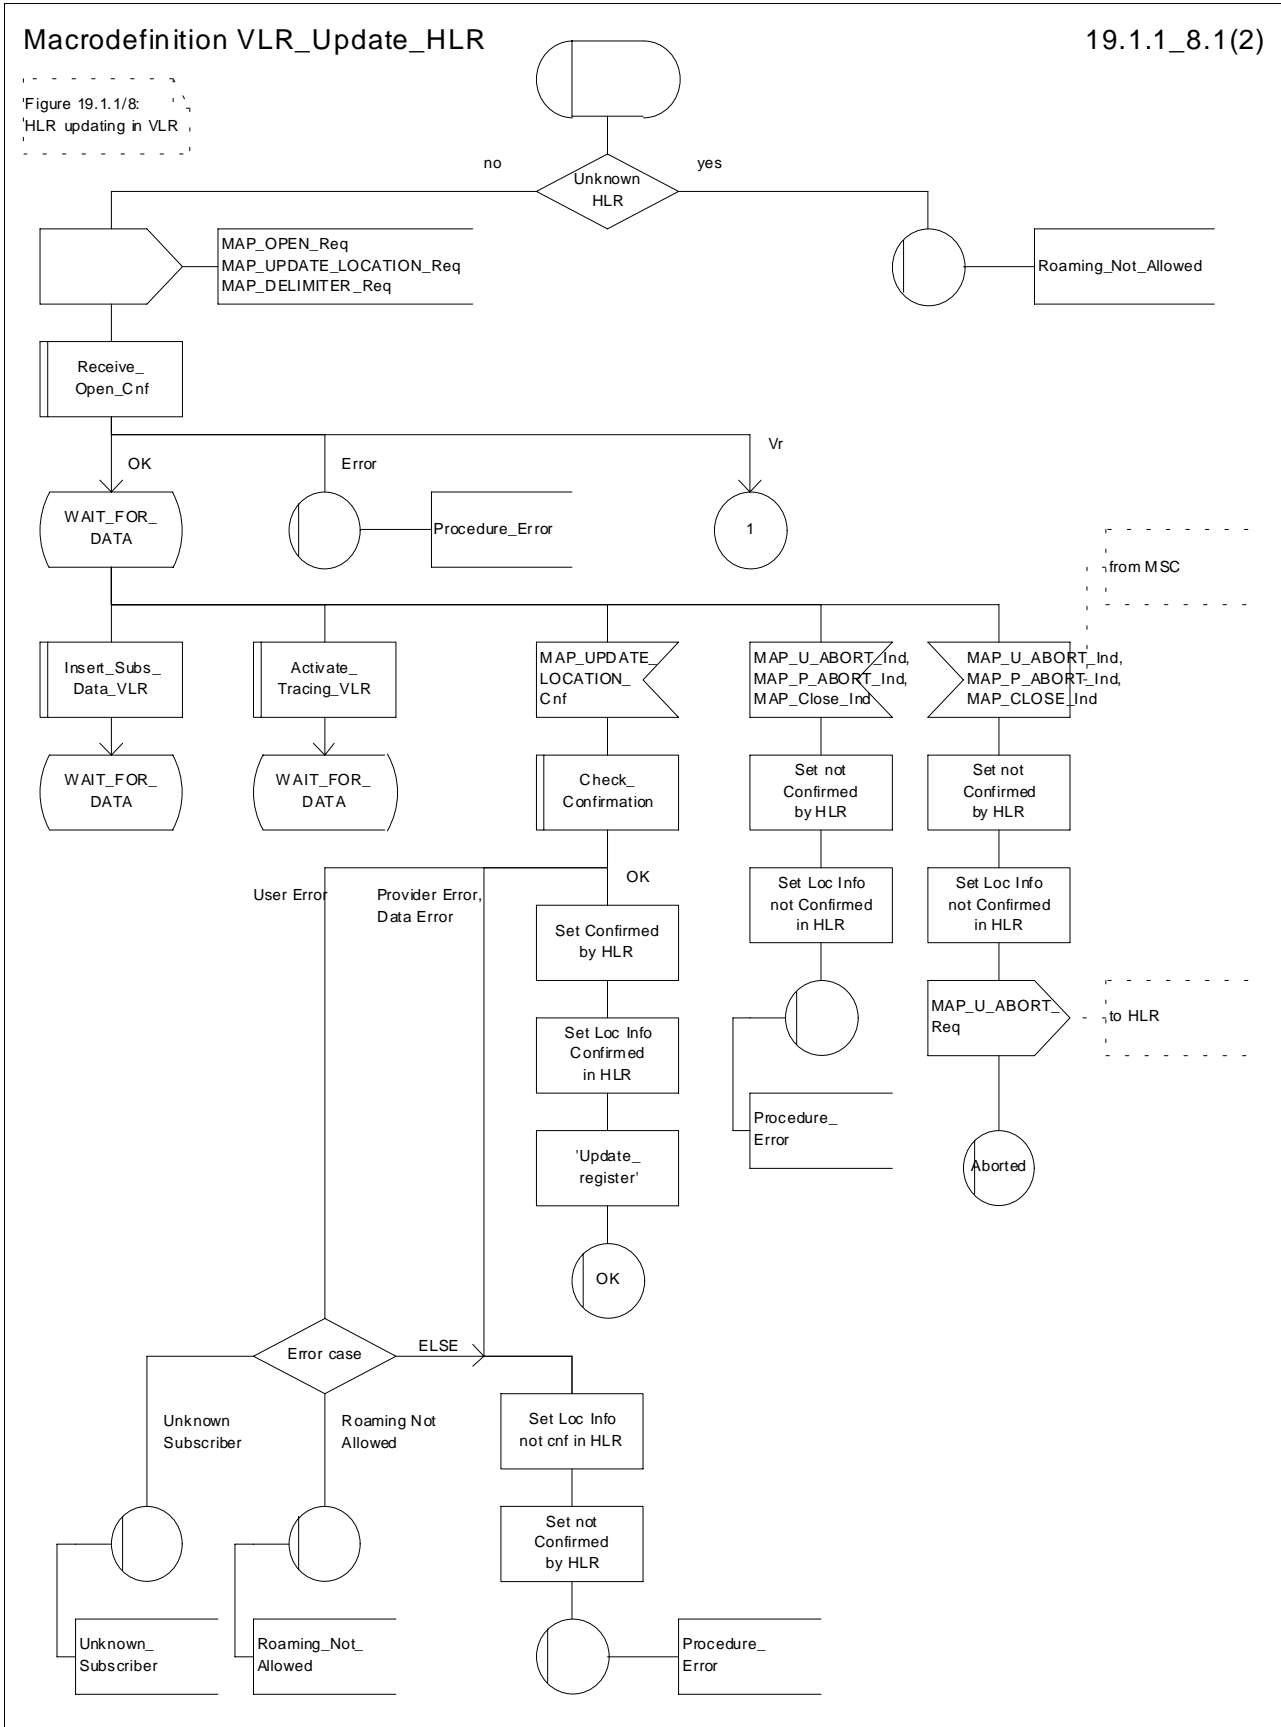 Macrodefinition VLR_Update_HLR
19.1.1_8.1(2)
Figure 19.1.1/8:
HLR updating in VLR
no
yes
Unknown
HLR
MAP_OPEN_Req
MAP_UPDATE_LOCATION_Req
MAP_DELIMITER_Req
Roaming_Not_Allowed
Receive_
Open_Cnf
OK
Error
Vr
WAIT_FOR_
DATA
Procedure_Error
1
from MSC
Insert_Subs_
Data_VLR
Activate_
Tracing_VLR
MAP_UPDATE_
LOCATION_
Cnf
MAP_U_ABORT_Ind,
MAP_P_ABORT_Ind,
MAP_Close_Ind
MAP_U_ABORT_Ind,
MAP_P_ABORT_Ind,
MAP_CLOSE_Ind
WAIT_FOR_
DATA
WAIT_FOR_
DATA
Check_
Confirmation
Set not
Confirmed
by HLR
Set not
Confirmed
by HLR
User Error
Provider Error,
Data Error
OK
Set Confirmed
by HLR
Set Loc Info
not Confirmed
in HLR
Set Loc Info
not Confirmed
in HLR
Set Loc Info
Confirmed
in HLR
MAP_U_ABORT_
Req
to HLR
Procedure_
Error
'Update_
register'
Aborted
OK
Error case
ELSE
Unknown
Subscriber
Roaming Not
Allowed
Set Loc Info
not cnf in HLR
Set not
Confirmed
by HLR
Unknown_
Subscriber
Roaming_Not_
Allowed
Procedure_
Error